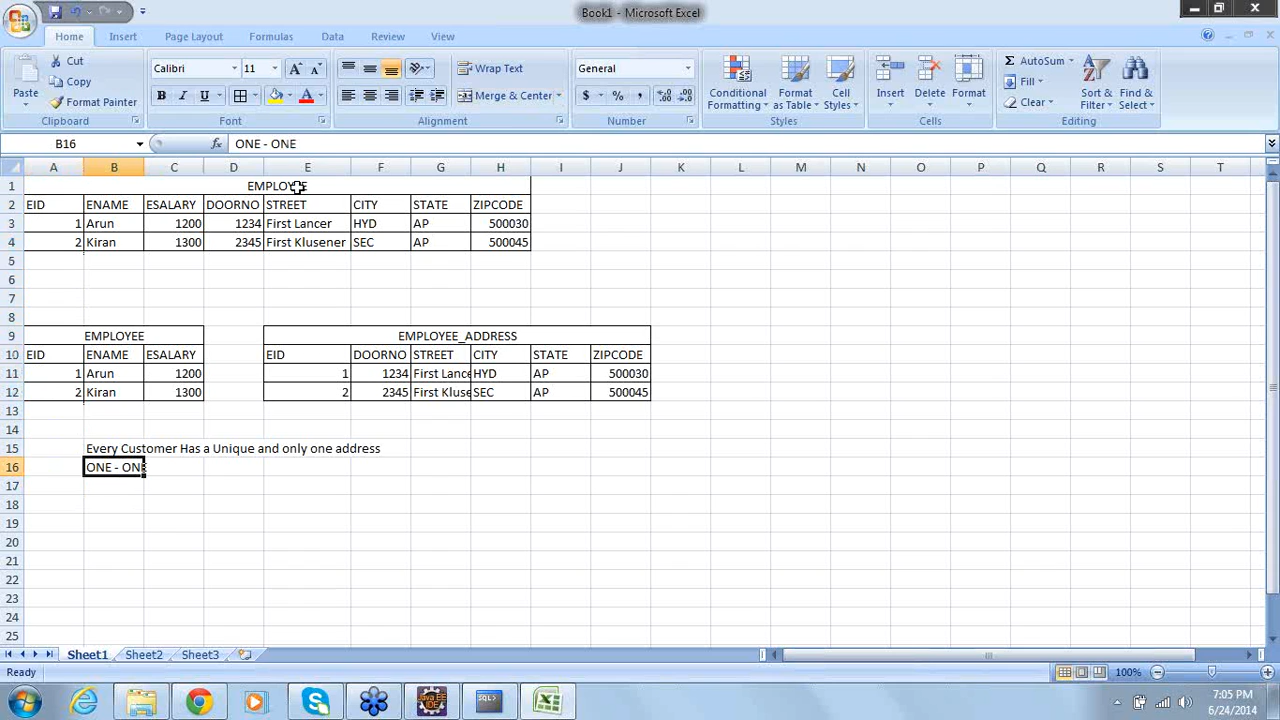 Book1 - Microsoft Excel
Home Insert Page Layout Formulas Data Review View
Cut
Copy
Format Painter
Paste
Clipboard
Calibri 11
Font
Wrap Text
Merge & Center
Alignment
General
$ % ,
Number
Conditional Formatting
Format as Table
Cell Styles
Styles
Insert Delete Format
Cells
AutoSum
Fill
Clear
Sort & Filter
Find & Select
Editing
B16 fx ONE - ONE
A B C D E F G H I J K L M N O P Q R S T
1 EMPLOYEE
2 EID ENAME ESALARY DOORNO STREET CITY STATE ZIPCODE
3 1 Arun 1200 1234 First Lancer HYD AP 500030
4 2 Kiran 1300 2345 First Klusener SEC AP 500045
5
6
7
8
9 EMPLOYEE EMPLOYEE_ADDRESS
10 EID ENAME ESALARY EID DOORNO STREET CITY STATE ZIPCODE
11 1 Arun 1200 1 1234 First Lance HYD AP 500030
12 2 Kiran 1300 2 2345 First Kluse SEC AP 500045
13
14
15 Every Customer Has a Unique and only one address
16 ONE - ONE
17
18
19
20
21
22
23
24
25
Sheet1 Sheet2 Sheet3
Ready 100%
7:05 PM
6/24/2014